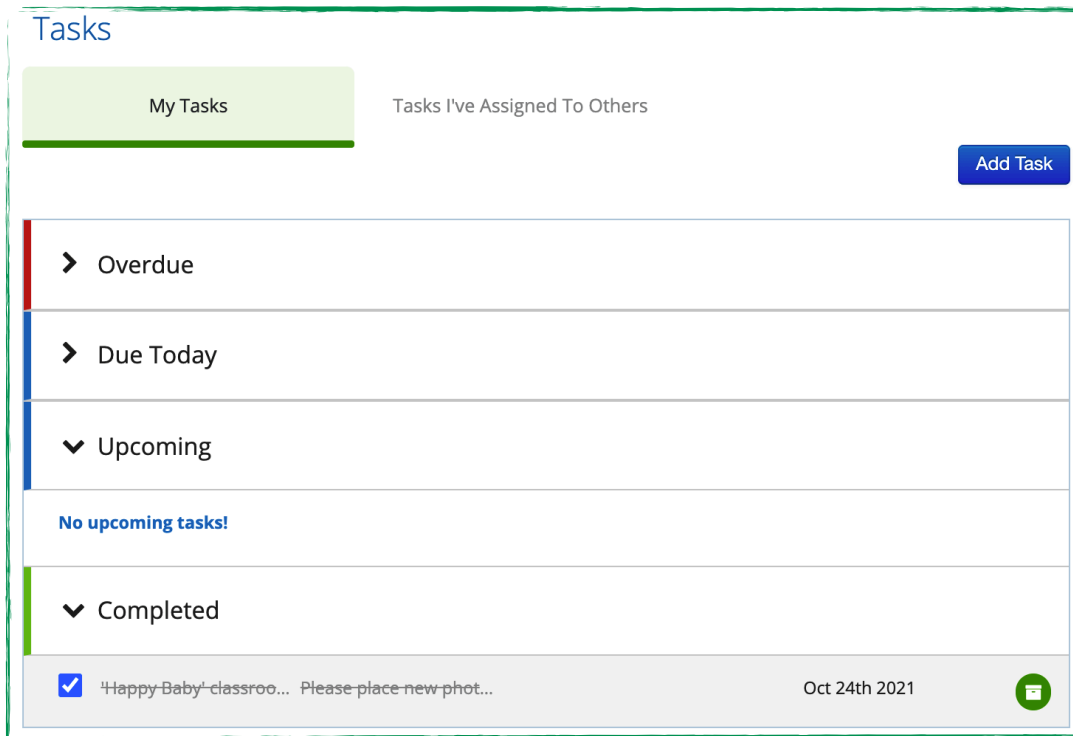 Tasks
My Tasks Tasks I've Assigned To Others
Add Task
Overdue
Due Today
Upcoming
No upcoming tasks!
Completed
'Happy Baby' classroo... Please place new phot... Oct 24th 2021